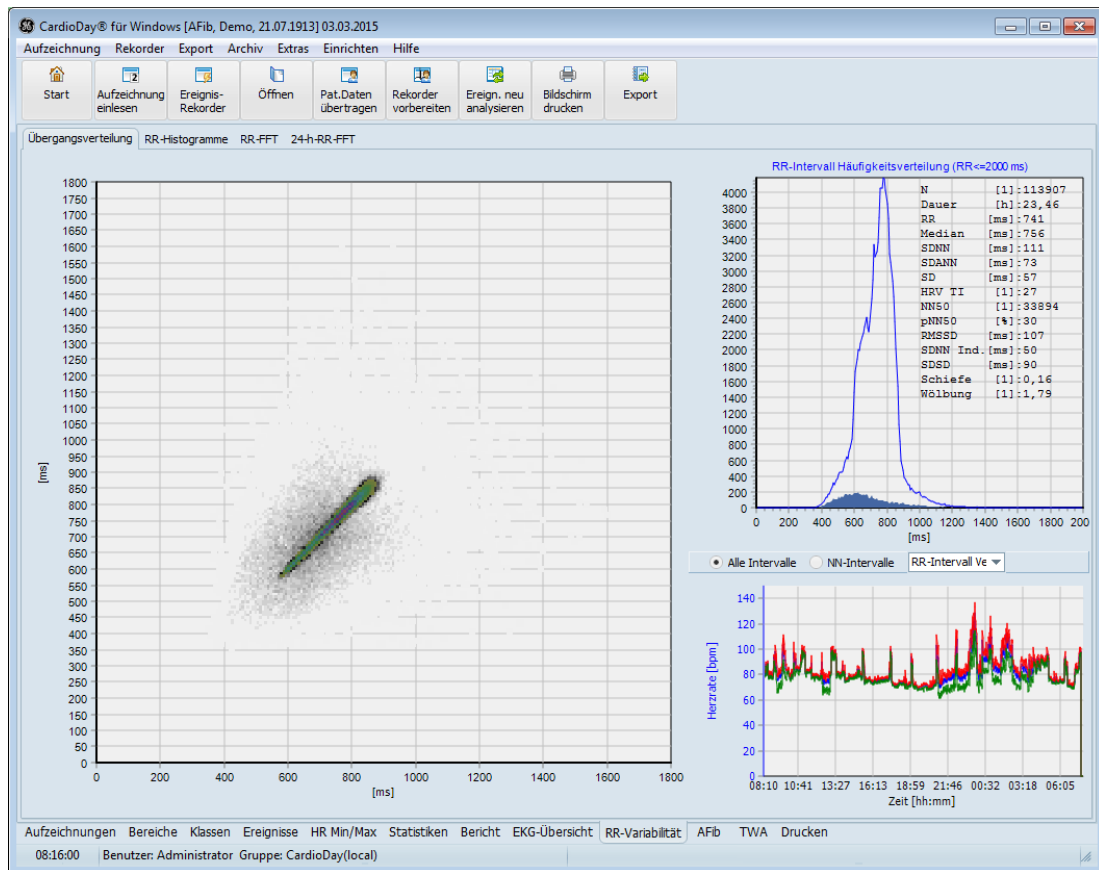 CardioDay® für Windows [AFib, Demo, 21.07.1913] 03.03.2015
Aufzeichnung Rekorder Export Archiv Extras Einrichten Hilfe
Start Aufzeichnung einlesen Ereignis-Rekorder Öffnen Pat.Daten übertragen Rekorder vorbereiten Ereign. neu analysieren Bildschirm drucken Export
Übergangsverteilung RR-Histogramme RR-FFT 24-h-RR-FFT
1800
1700
1650
1600
1550
1500
1450
1400
1350
1300
1250
1200
1150
1100
1050
1000
950
900
850
800
750
700
650
600
550
500
450
400
350
300
250
200
150
100
50
0
[ms]
0 200 400 600 800 1000 1200 1400 1600 1800
[ms]
RR-Intervall Häufigkeitsverteilung (RR<=2000 ms)
4000
3800
3600
3400
3200
3000
2800
2600
2400
2200
2000
1800
1600
1400
1200
1000
800
600
400
200
0
N [1]:113907
Dauer [h]:23,46
RR [ms]:741
Median [ms]:756
SDNN [ms]:111
SDANN [ms]:73
SD [ms]:57
HRV TI [1]:27
NN50 [1]:33894
pNN50 [%]:30
RMSSD [ms]:107
SDNN Ind.[ms]:50
SDSD [ms]:90
Schiefe [1]:0,16
Wölbung [1]:1,79
0 200 400 600 800 1000 1200 1400 1600 1800 200
[ms]
Alle Intervalle NN-Intervalle RR-Intervall Ve
140
120
100
80
60
40
20
0
Herzrate [bpm]
08:10 10:41 13:27 16:13 18:59 21:46 00:32 03:18 06:05
Zeit [hh:mm]
Aufzeichnungen Bereiche Klassen Ereignisse HR Min/Max Statistiken Bericht EKG-Übersicht RR-Variabilität AFib TWA Drucken
08:16:00 Benutzer: Administrator Gruppe: CardioDay(local)